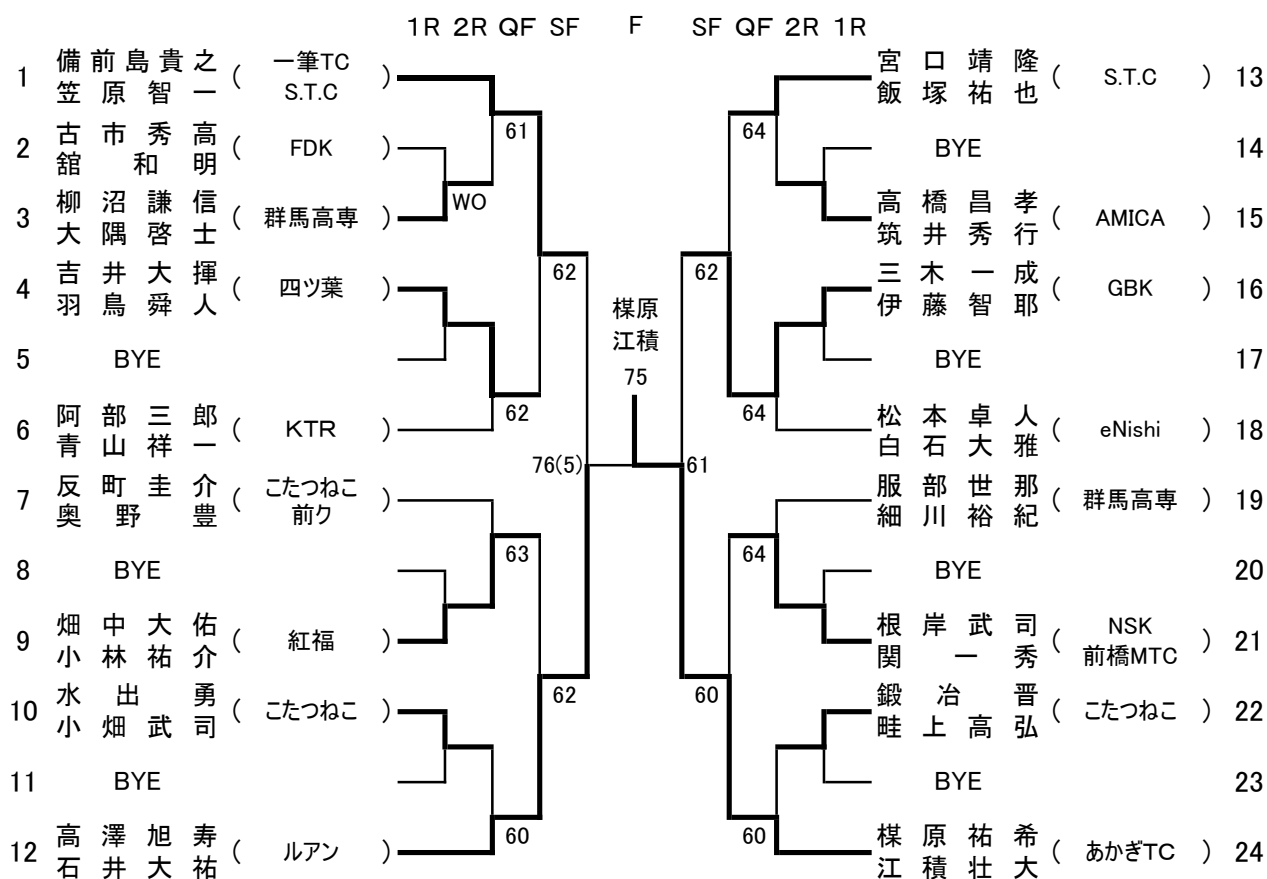 1R 2R QF SF F SF QF 2R 1R
1 備前島貴之 笠原智一 ( 一筆TC S.T.C )
2 古市秀高 舘和明 ( FDK )
3 柳沼謙信 大隅啓士 ( 群馬高専 )
4 吉井大揮 羽鳥舜人 ( 四ツ葉 )
5 BYE
6 阿部三郎 青山祥一 ( KTR )
7 反町圭介 奥野豊 ( こたつねこ 前ク )
8 BYE
9 畑中大佑 小林祐介 ( 紅福 )
10 水出勇 小畑武司 ( こたつねこ )
11 BYE
12 高澤旭寿 石井大祐 ( ルアン )
61
WO
62
62
63
62
60
76(5)
楳原
江積
75
61
64
62
64
64
60
60
宮口靖隆 飯塚祐也 ( S.T.C ) 13
BYE 14
高橋昌孝 筑井秀行 ( AMICA ) 15
三木一成 伊藤智耶 ( GBK ) 16
BYE 17
松本卓人 白石大雅 ( eNishi ) 18
服部世那 細川裕紀 ( 群馬高専 ) 19
BYE 20
根岸武司 関一秀 ( NSK 前橋MTC ) 21
鍛冶晋 畦上高弘 ( こたつねこ ) 22
BYE 23
楳原祐希 江積壮大 ( あかぎTC ) 24